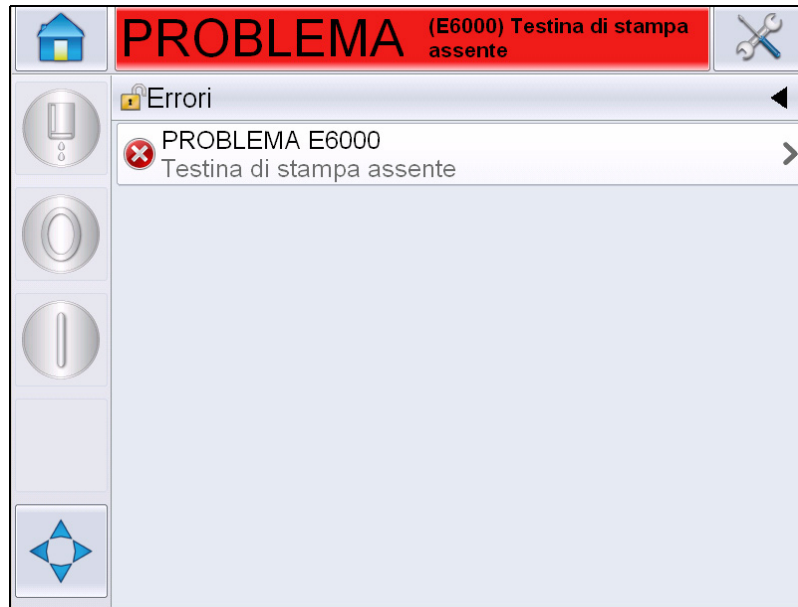 PROBLEMA
(E6000) Testina di stampa
assente
Errori
PROBLEMA E6000
Testina di stampa assente